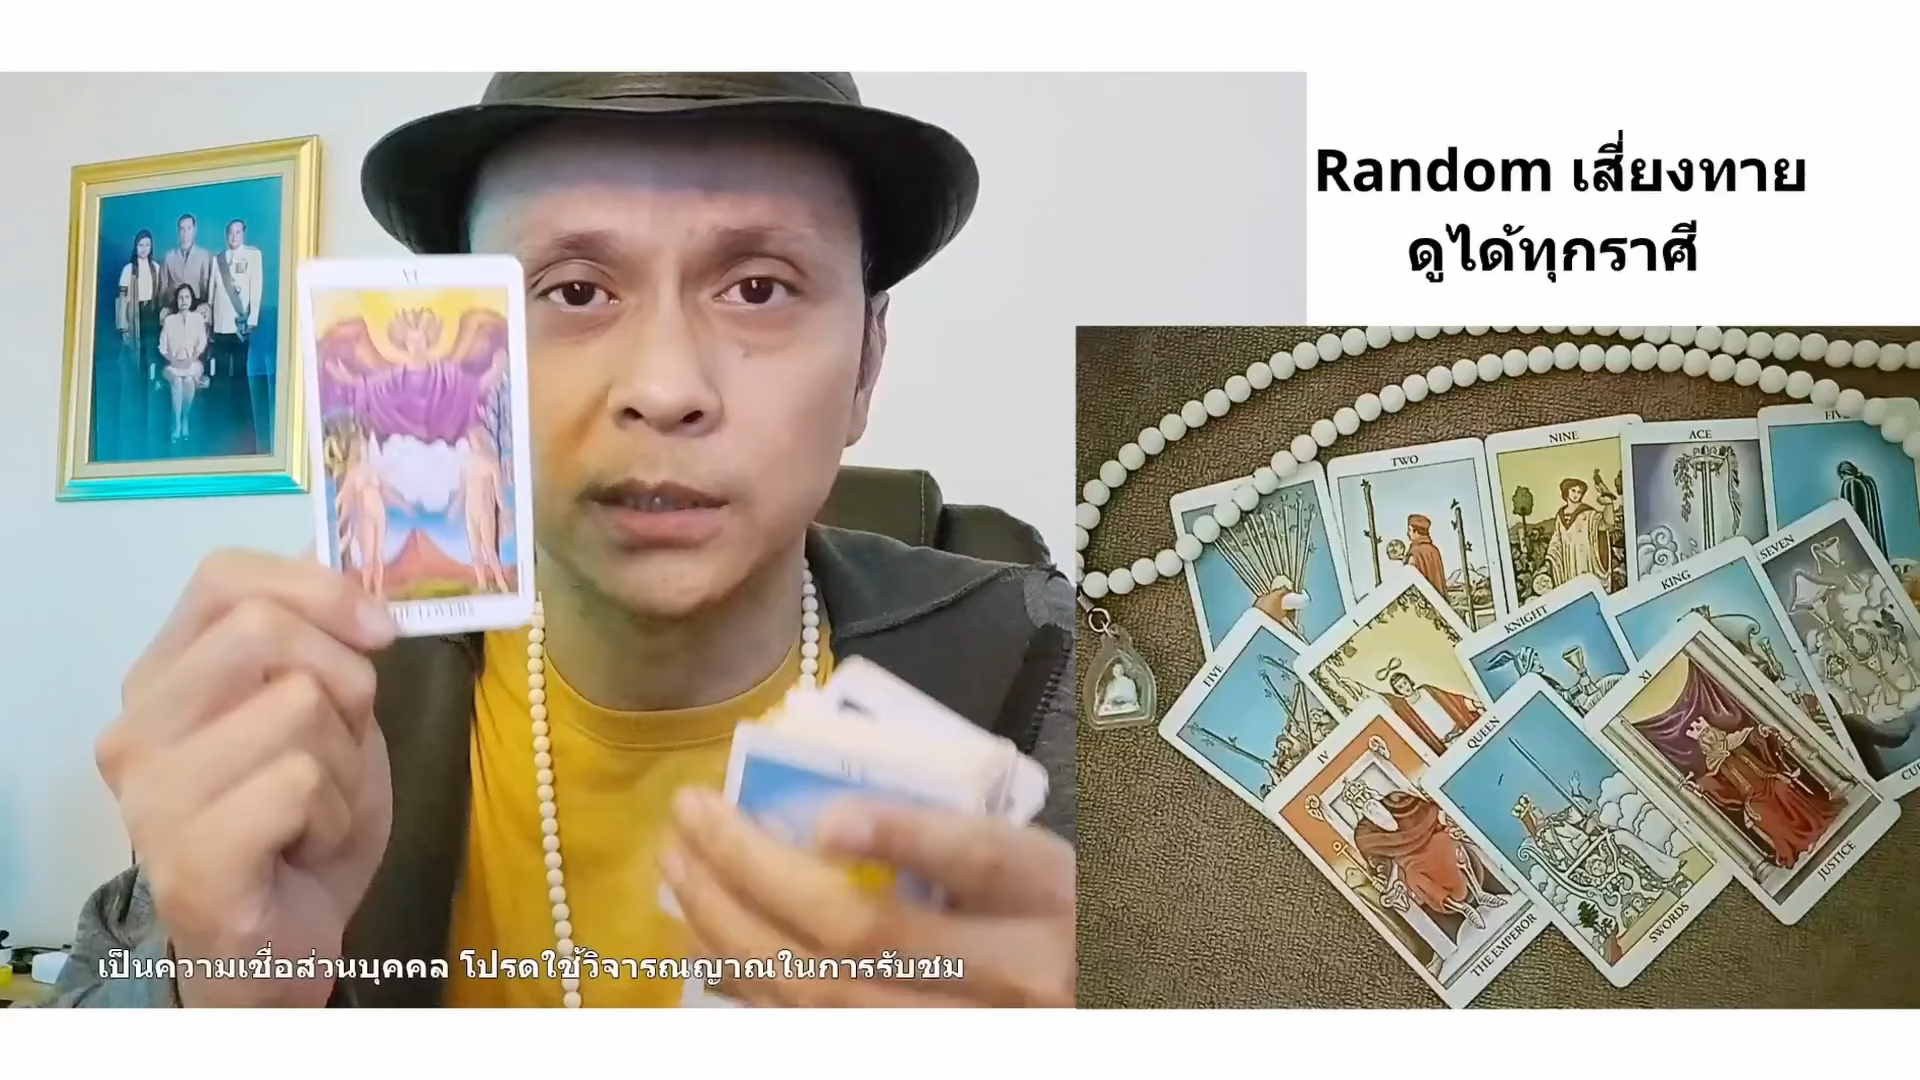 Random เสี่ยงทาย
ดูได้ทุกราศี
VI
THE LOVERS
FIVE
ACE
NINE
TWO
SEVEN
KING
KNIGHT
I
FIVE
XI
QUEEN
IV
JUSTICE
SWORDS
THE EMPEROR
เป็นความเชื่อส่วนบุคคล โปรดใช้วิจารณญาณในการรับชม